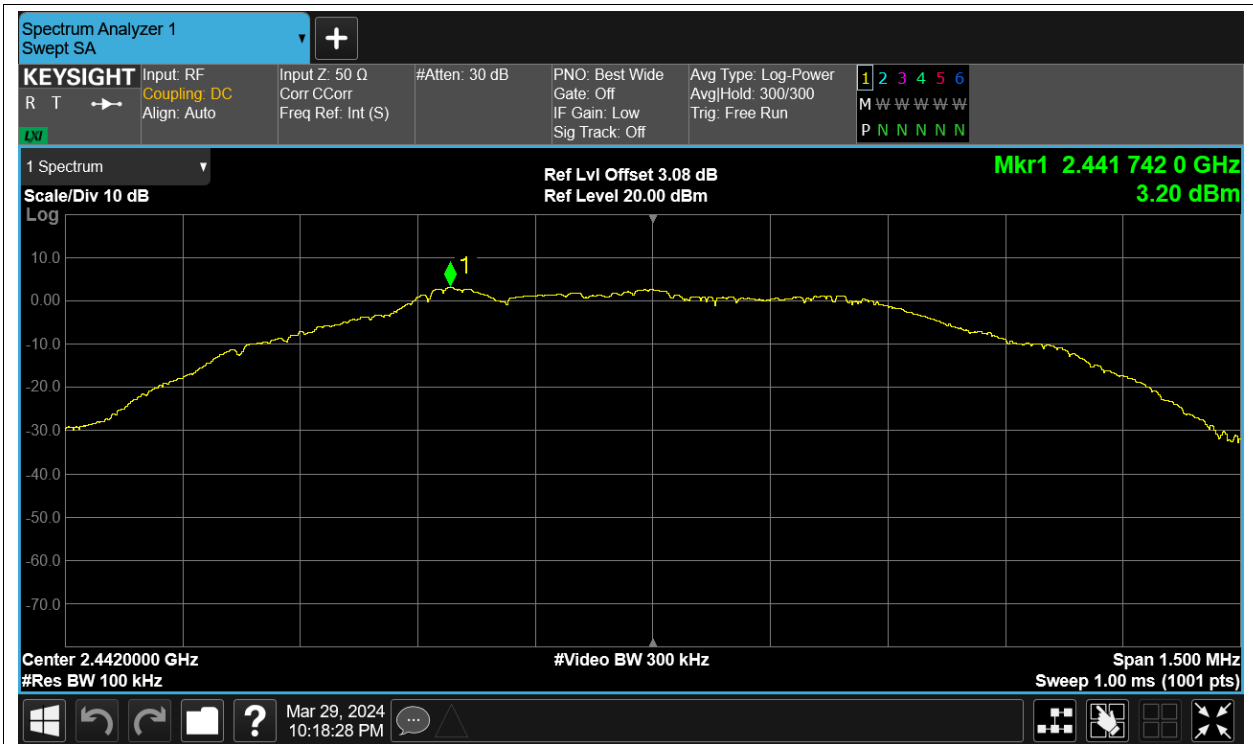 Spectrum Analyzer 1
Swept SA
KEYSIGHT
R T
LXI
Input: RF
Coupling: DC
Align: Auto
Input Z: 50 Ω
Corr CCorr
Freq Ref: Int (S)
#Atten: 30 dB
PNO: Best Wide
Gate: Off
IF Gain: Low
Sig Track: Off
Avg Type: Log-Power
Avg|Hold: 300/300
Trig: Free Run
1 2 3 4 5 6
M W W W W W
P N N N N N
1 Spectrum
Scale/Div 10 dB
Ref Lvl Offset 3.08 dB
Ref Level 20.00 dBm
Mkr1 2.441 742 0 GHz
3.20 dBm
Log
1
10.0
0.00
-10.0
-20.0
-30.0
-40.0
-50.0
-60.0
-70.0
Center 2.4420000 GHz
#Res BW 100 kHz
#Video BW 300 kHz
Span 1.500 MHz
Sweep 1.00 ms (1001 pts)
?
Mar 29, 2024
10:18:28 PM